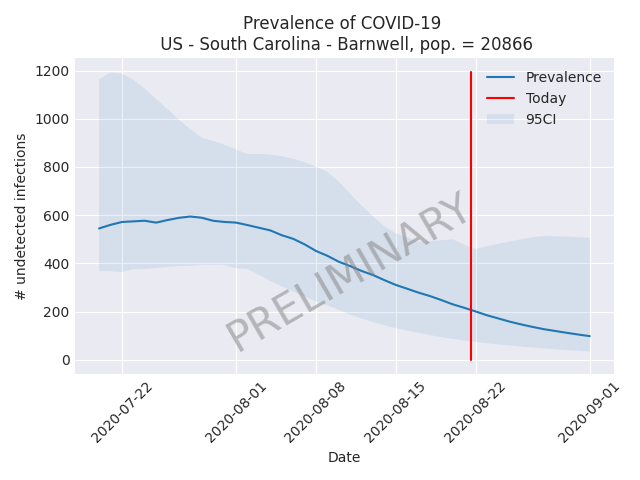 Prevalence of COVID-19
US - South Carolina - Barnwell, pop. = 20866
1200
1000
800
600
400
200
0
# undetected infections
Prevalence
Today
95CI
PRELIMINARY
2020-07-22
2020-08-01
2020-08-08
2020-08-15
2020-08-22
2020-09-01
Date